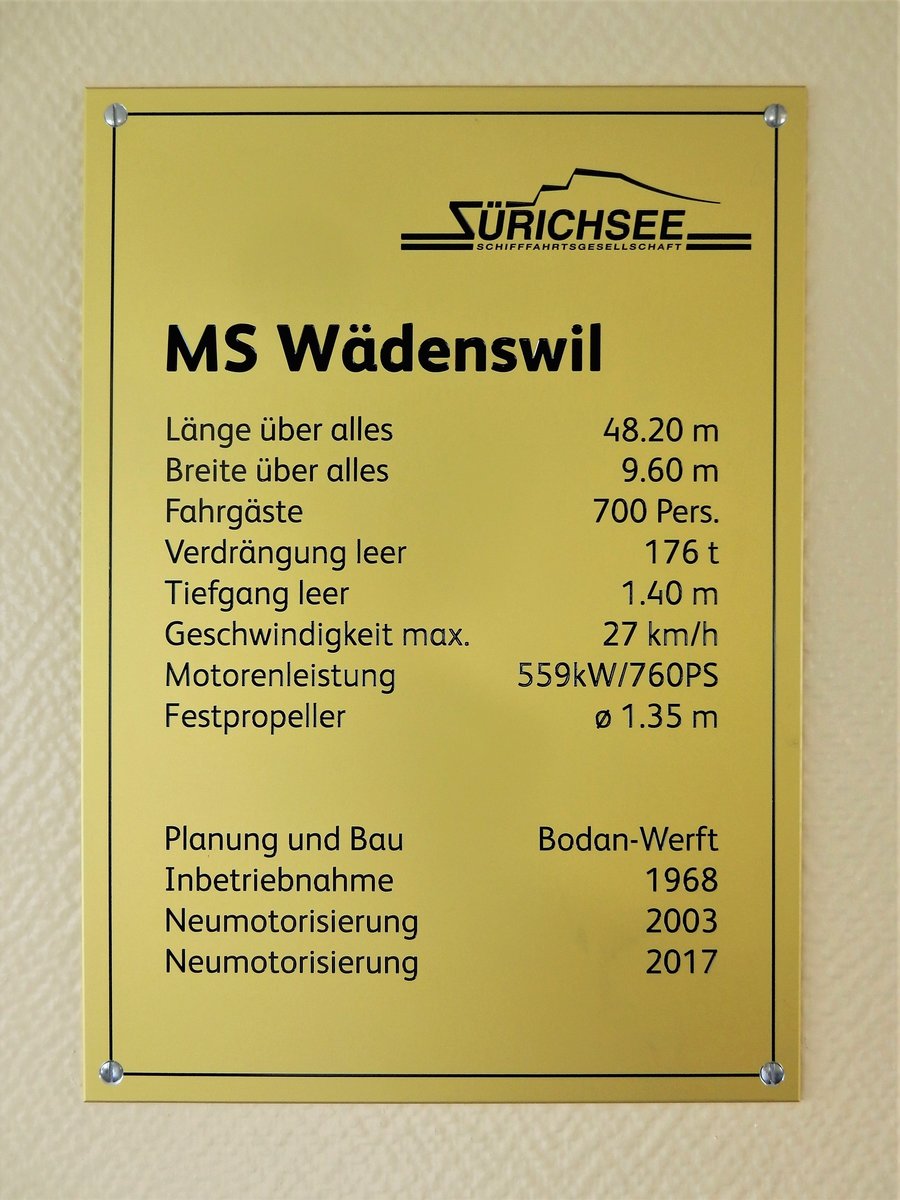 ZÜRICHSEE
SCHIFFFAHRTSGESELLSCHAFT
MS Wädenswil
Länge über alles 48.20 m
Breite über alles 9.60 m
Fahrgäste 700 Pers.
Verdrängung leer 176 t
Tiefgang leer 1.40 m
Geschwindigkeit max. 27 km/h
Motorenleistung 559kW/760PS
Festpropeller ø 1.35 m
Planung und Bau Bodan-Werft
Inbetriebnahme 1968
Neumotorisierung 2003
Neumotorisierung 2017